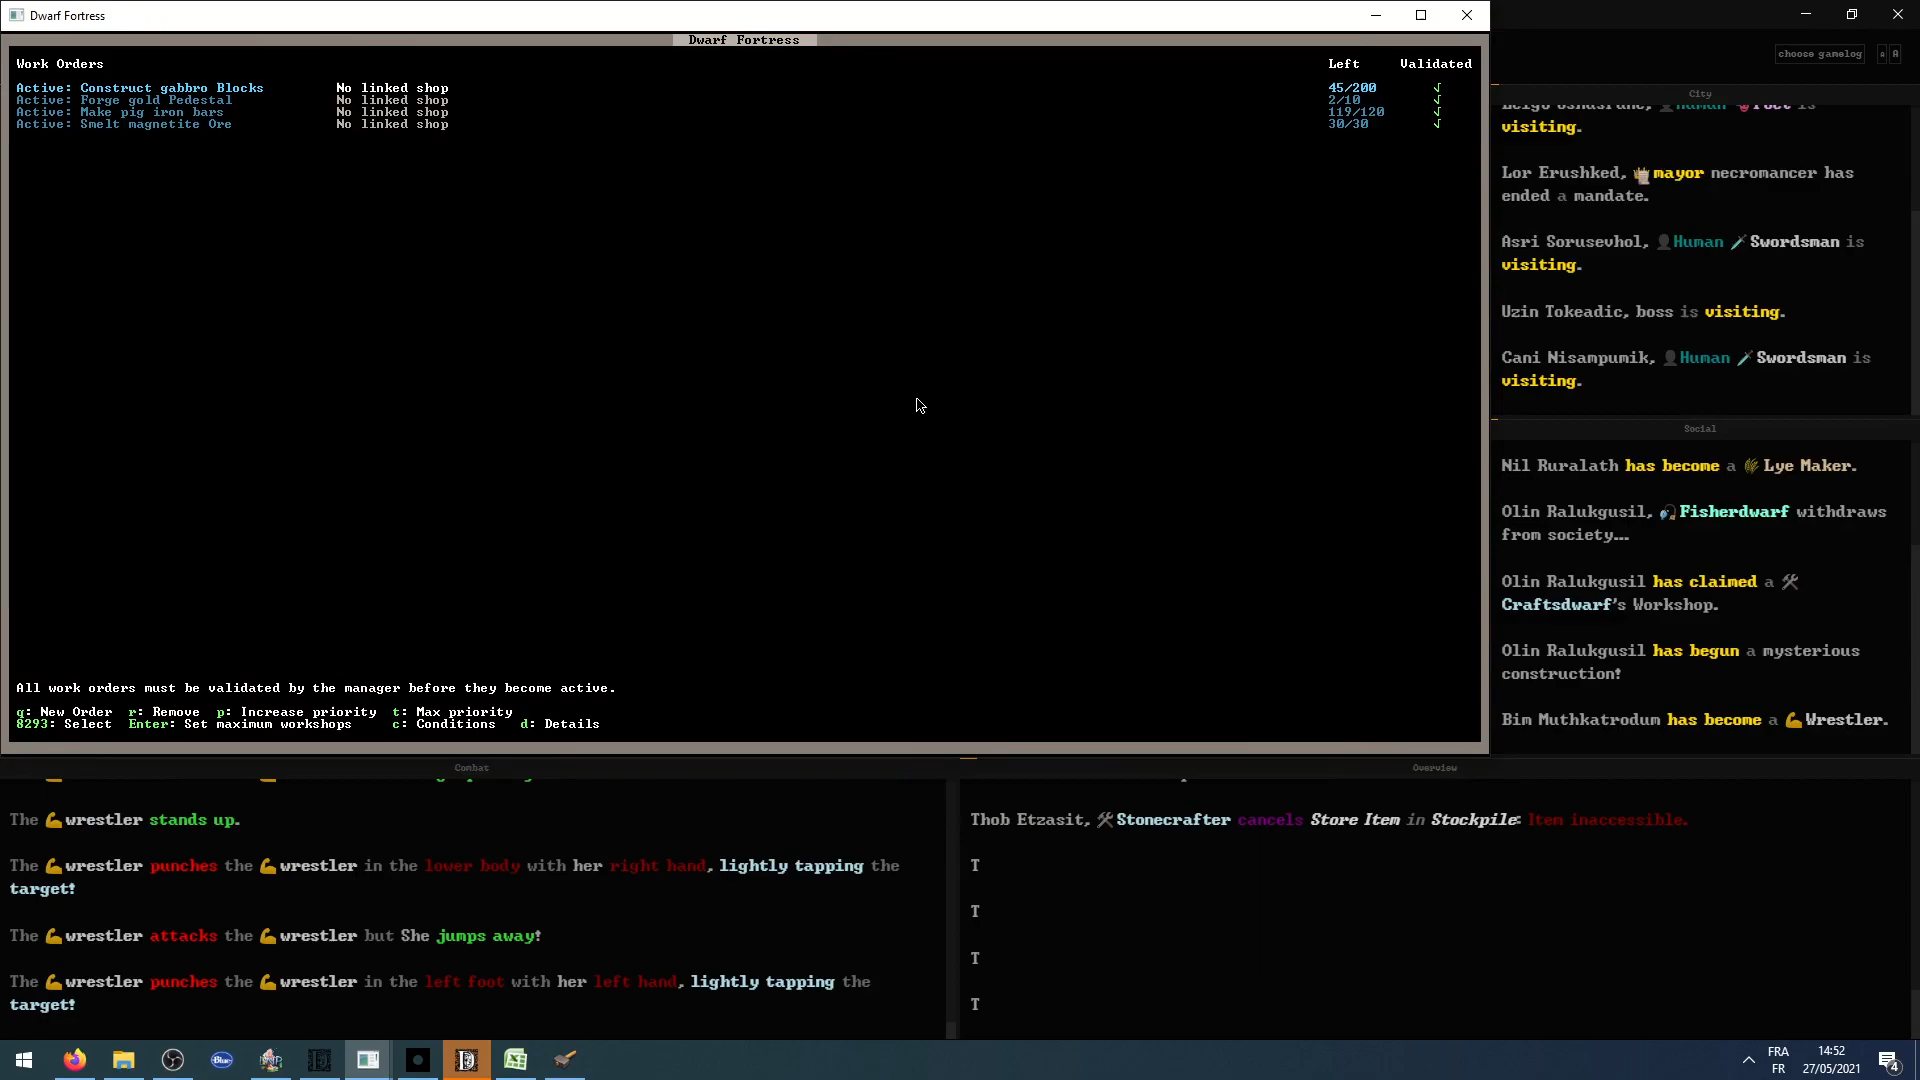 Dwarf Fortress
Dwarf Fortress
Work Orders Left Validated
Active: Construct gabbro Blocks No linked shop 45/200 √
Active: Forge gold Pedestal No linked shop 2/10 √
Active: Make pig iron bars No linked shop 119/120 √
Active: Smelt magnetite Ore No linked shop 30/30 √
All work orders must be validated by the manager before they become active.
q: New Order r: Remove p: Increase priority t: Max priority
8293: Select Enter: Set maximum workshops c: Conditions d: Details
choose gamelog A A
City
visiting.
Lor Erushked, mayor necromancer has
ended a mandate.
Asri Sorusevhol, Human Swordsman is
visiting.
Uzin Tokeadic, boss is visiting.
Cani Nisampumik, Human Swordsman is
visiting.
Social
Nil Ruralath has become a Lye Maker.
Olin Ralukgusil, Fisherdwarf withdraws
from society…
Olin Ralukgusil has claimed a
Craftsdwarf's Workshop.
Olin Ralukgusil has begun a mysterious
construction!
Bim Muthkatrodum has become a Wrestler.
Combat
The wrestler stands up.
The wrestler punches the wrestler in the lower body with her right hand, lightly tapping the
target!
The wrestler attacks the wrestler but She jumps away!
The wrestler punches the wrestler in the left foot with her left hand, lightly tapping the
target!
Overview
Thob Etzasit, Stonecrafter cancels Store Item in Stockpile: Item inaccessible.
T
T
T
T
Blue
FRA
FR
14:52
27/05/2021
4